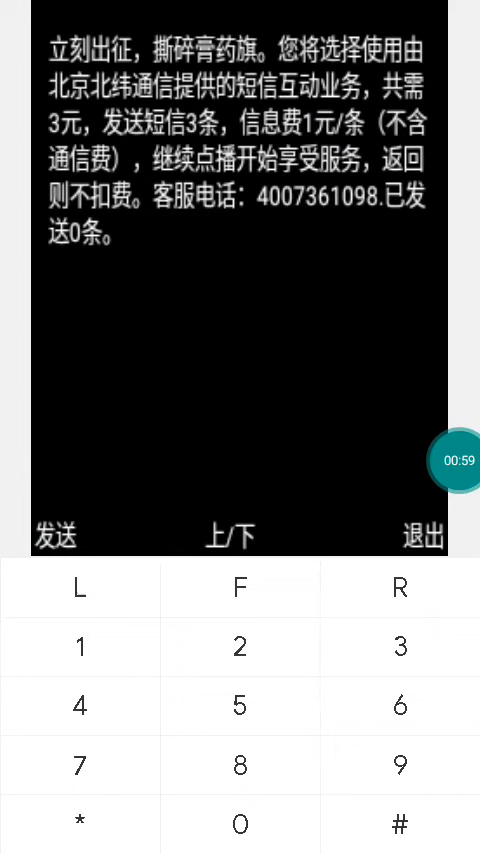 立刻出征，撕碎膏药旗。您将选择使用由
北京北纬通信提供的短信互动业务，共需
3元，发送短信3条，信息费1元/条（不含
通信费），继续点播开始享受服务，返回
则不扣费。客服电话：4007361098.已发
送0条。
00:59
发送 上/下 退出
L F R
1 2 3
4 5 6
7 8 9
* 0 #